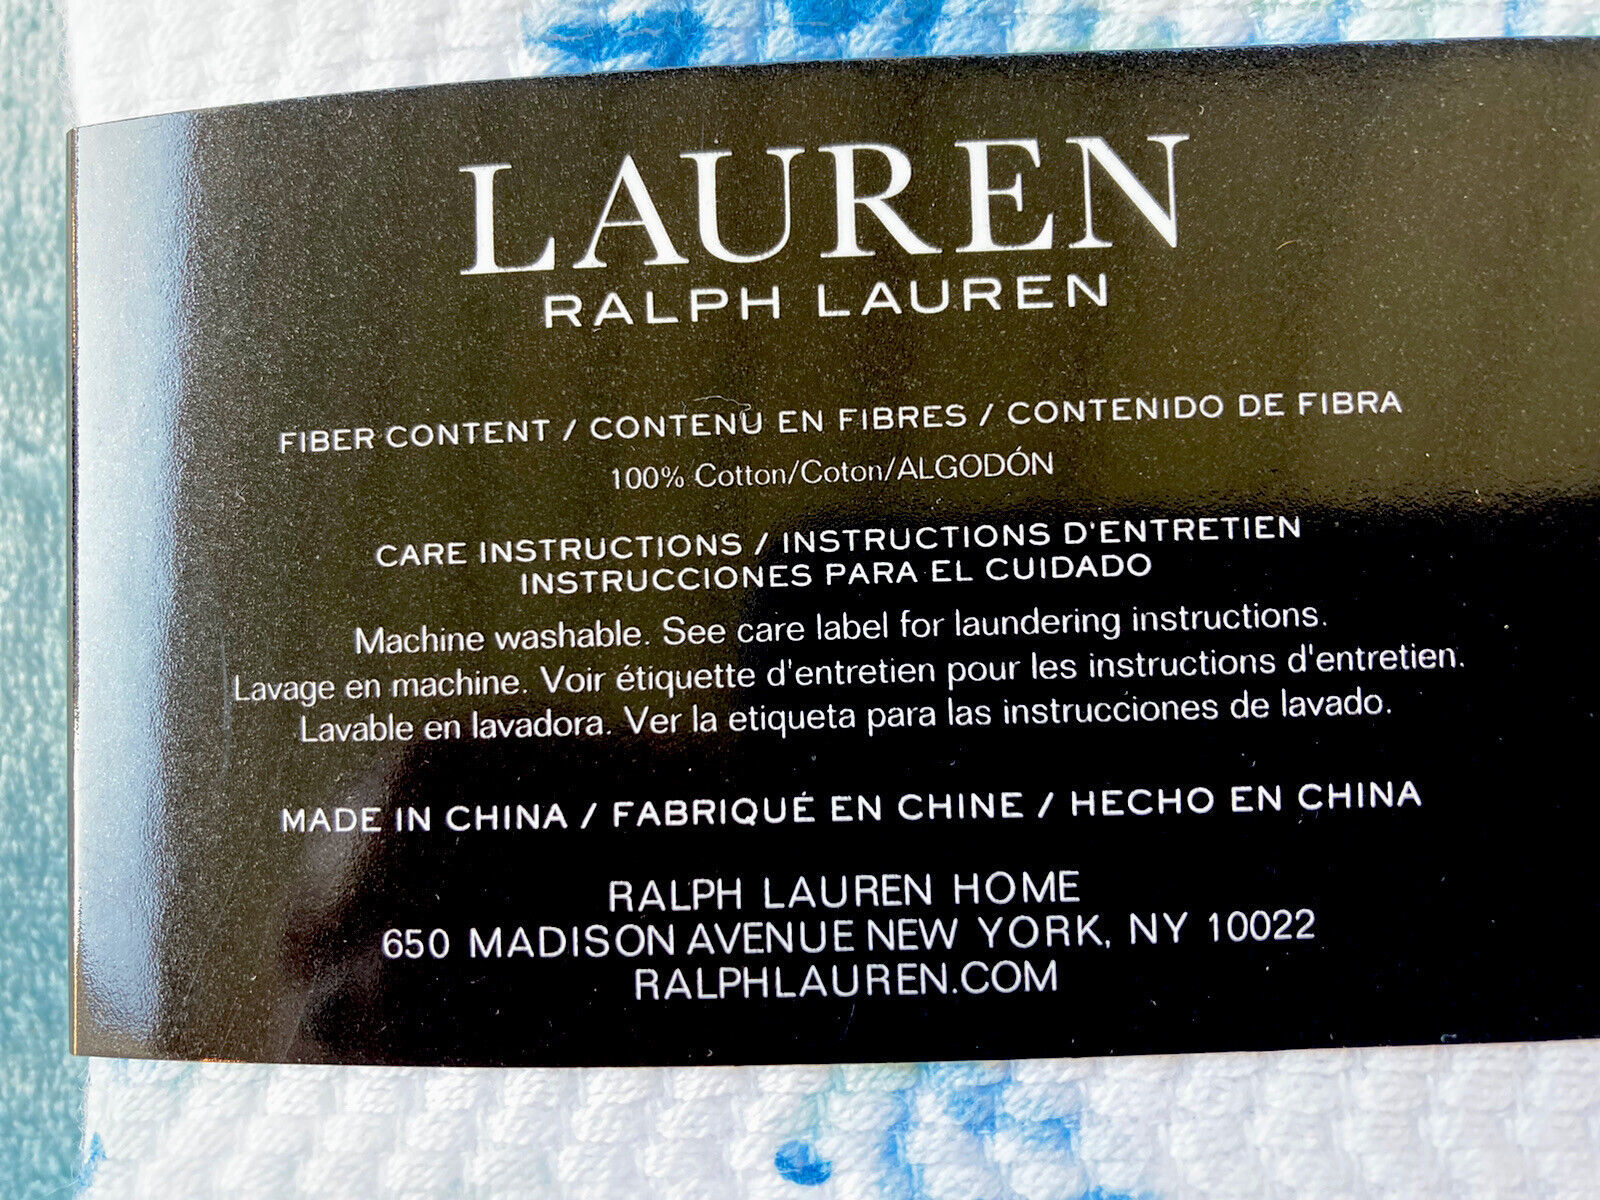 LAUREN
RALPH LAUREN
FIBER CONTENT / CONTENU EN FIBRES / CONTENIDO DE FIBRA
100% Cotton/Coton/ALGODÓN
CARE INSTRUCTIONS / INSTRUCTIONS D'ENTRETIEN
INSTRUCCIONES PARA EL CUIDADO
Machine washable. See care label for laundering instructions.
Lavage en machine. Voir étiquette d'entretien pour les instructions d'entretien.
Lavable en lavadora. Ver la etiqueta para las instrucciones de lavado.
MADE IN CHINA / FABRIQUÉ EN CHINE / HECHO EN CHINA
RALPH LAUREN HOME
650 MADISON AVENUE NEW YORK, NY 10022
RALPHLAUREN.COM